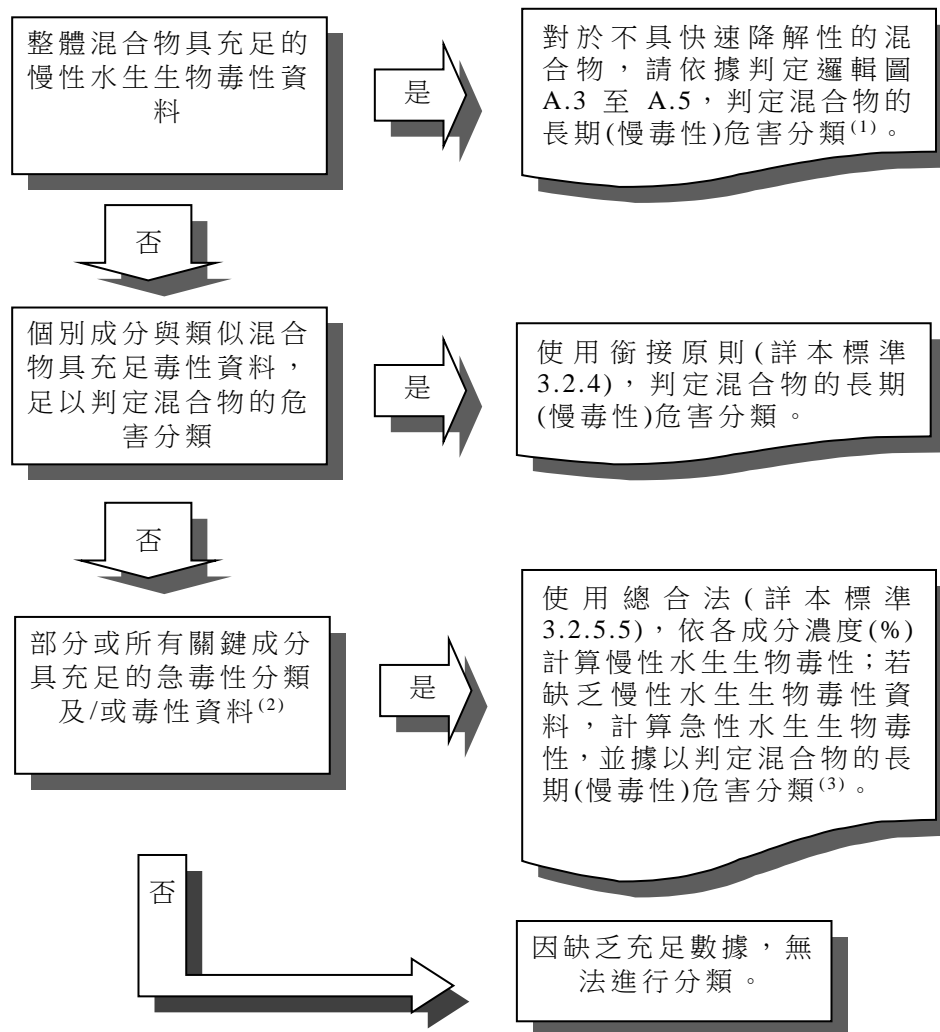 整體混合物具充足的
慢性水生生物毒性資
料
是
對於不具快速降解性的混
合物，請依據判定邏輯圖
A.3 至 A.5，判定混合物的
長期(慢毒性)危害分類(1)。
否
個別成分與類似混合
物具充足毒性資料，
足以判定混合物的危
害分類
是
使用銜接原則(詳本標準
3.2.4)，判定混合物的長期
(慢毒性)危害分類。
否
部分或所有關鍵成分
具充足的急毒性分類
及/或毒性資料(2)
是
使用總合法(詳本標準
3.2.5.5)，依各成分濃度(%)
計算慢性水生生物毒性；若
缺乏慢性水生生物毒性資
料，計算急性水生生物毒
性，並據以判定混合物的長
期(慢毒性)危害分類(3)。
否
因缺乏充足數據，無
法進行分類。